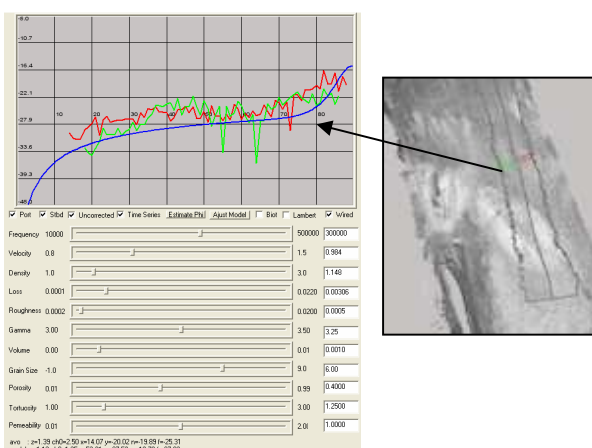 -6.0
-10.7
-16.4
-22.1
-27.9
-33.6
-39.3
10 20 30 40 50 60 70 80
Port Stbd Uncorrected Time Series Estimate Phi Ajust Model Biot Lambert Wired
Frequency 10000 500000 300000
Velocity 0.8 1.5 0.984
Density 1.0 3.0 1.148
Loss 0.0001 0.0220 0.00306
Roughness 0.0002 0.0200 0.0005
Gamma 3.00 3.50 3.25
Volume 0.00 0.01 0.0010
Grain Size -1.0 9.0 6.00
Porosity 0.01 0.99 0.4000
Tortuosity 1.00 3.00 1.2500
Permeability 0.01 1.0000
avo : z=1.39 ch0=2.50 x=14.07 y=-20.02 n=-19.89 f=-25.31